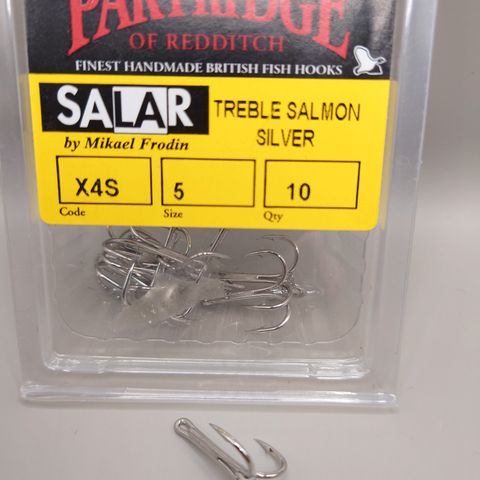 PARTRIDGE
OF REDDITCH
FINEST HANDMADE BRITISH FISH HOOKS
SALAR
by Mikael Frodin
TREBLE SALMON
SILVER
X4S
5
10
Code
Size
Qty